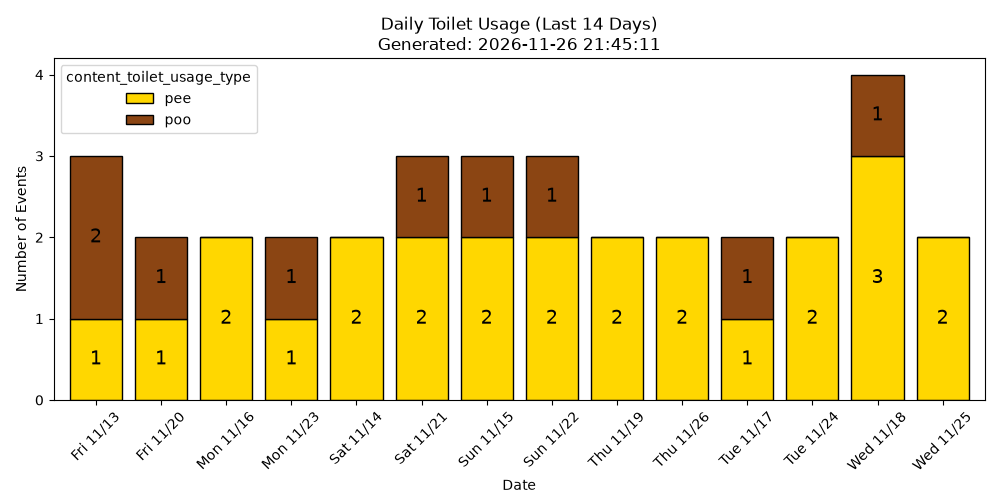 Daily Toilet Usage (Last 14 Days)
Generated: 2026-11-26 21:45:11
content_toilet_usage_type
pee
poo
Number of Events
4
3
2
1
0
2
1
1
1
2
1
1
2
1
2
1
2
1
2
2
2
1
1
2
1
3
2
Fri 11/13
Fri 11/20
Mon 11/16
Mon 11/23
Sat 11/14
Sat 11/21
Sun 11/15
Sun 11/22
Thu 11/19
Thu 11/26
Tue 11/17
Tue 11/24
Wed 11/18
Wed 11/25
Date